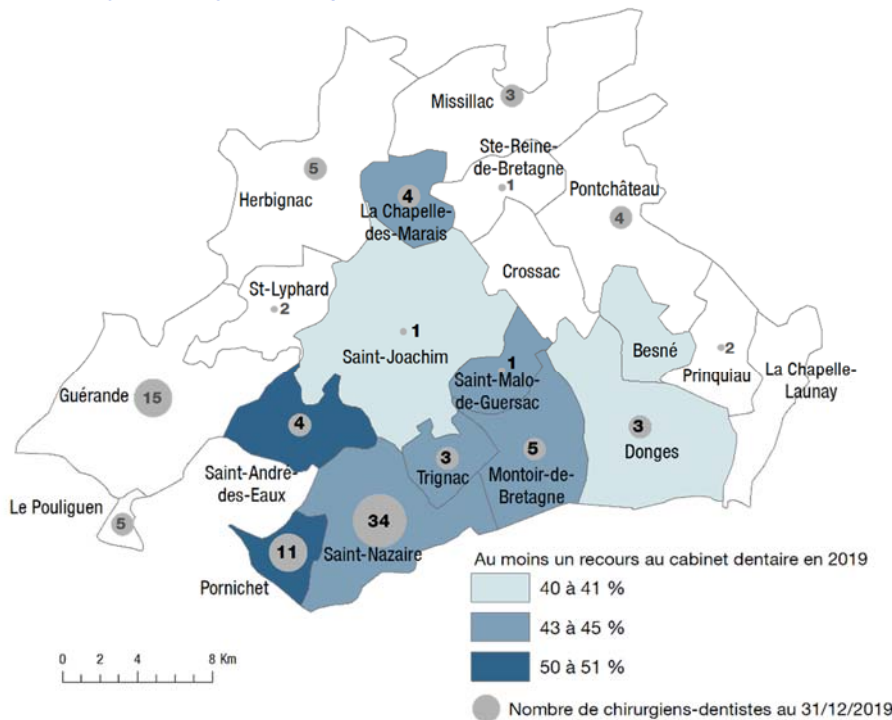 Missillac
3
Ste-Reine-
de-Bretagne
1
Pontchâteau
4
Herbignac
5
4
La Chapelle-
des-Marais
Crossac
St-Lyphard
2
1
Saint-Joachim
1
Saint-Malo-
de-Guersac
Besné
2
Prinquiau
La Chapelle-
Launay
Guérande
15
4
Saint-André-
des-Eaux
3
Trignac
5
Montoir-de-
Bretagne
3
Donges
Le Pouliguen
5
34
Saint-Nazaire
11
Pornichet
Au moins un recours au cabinet dentaire en 2019
40 à 41 %
43 à 45 %
50 à 51 %
Nombre de chirurgiens-dentistes au 31/12/2019
0 2 4 8 Km